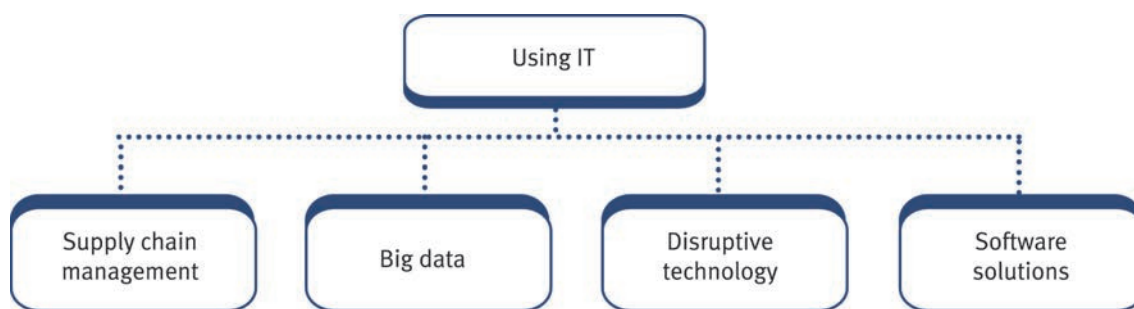 Using IT
Supply chain
management
Big data
Disruptive
technology
Software
solutions